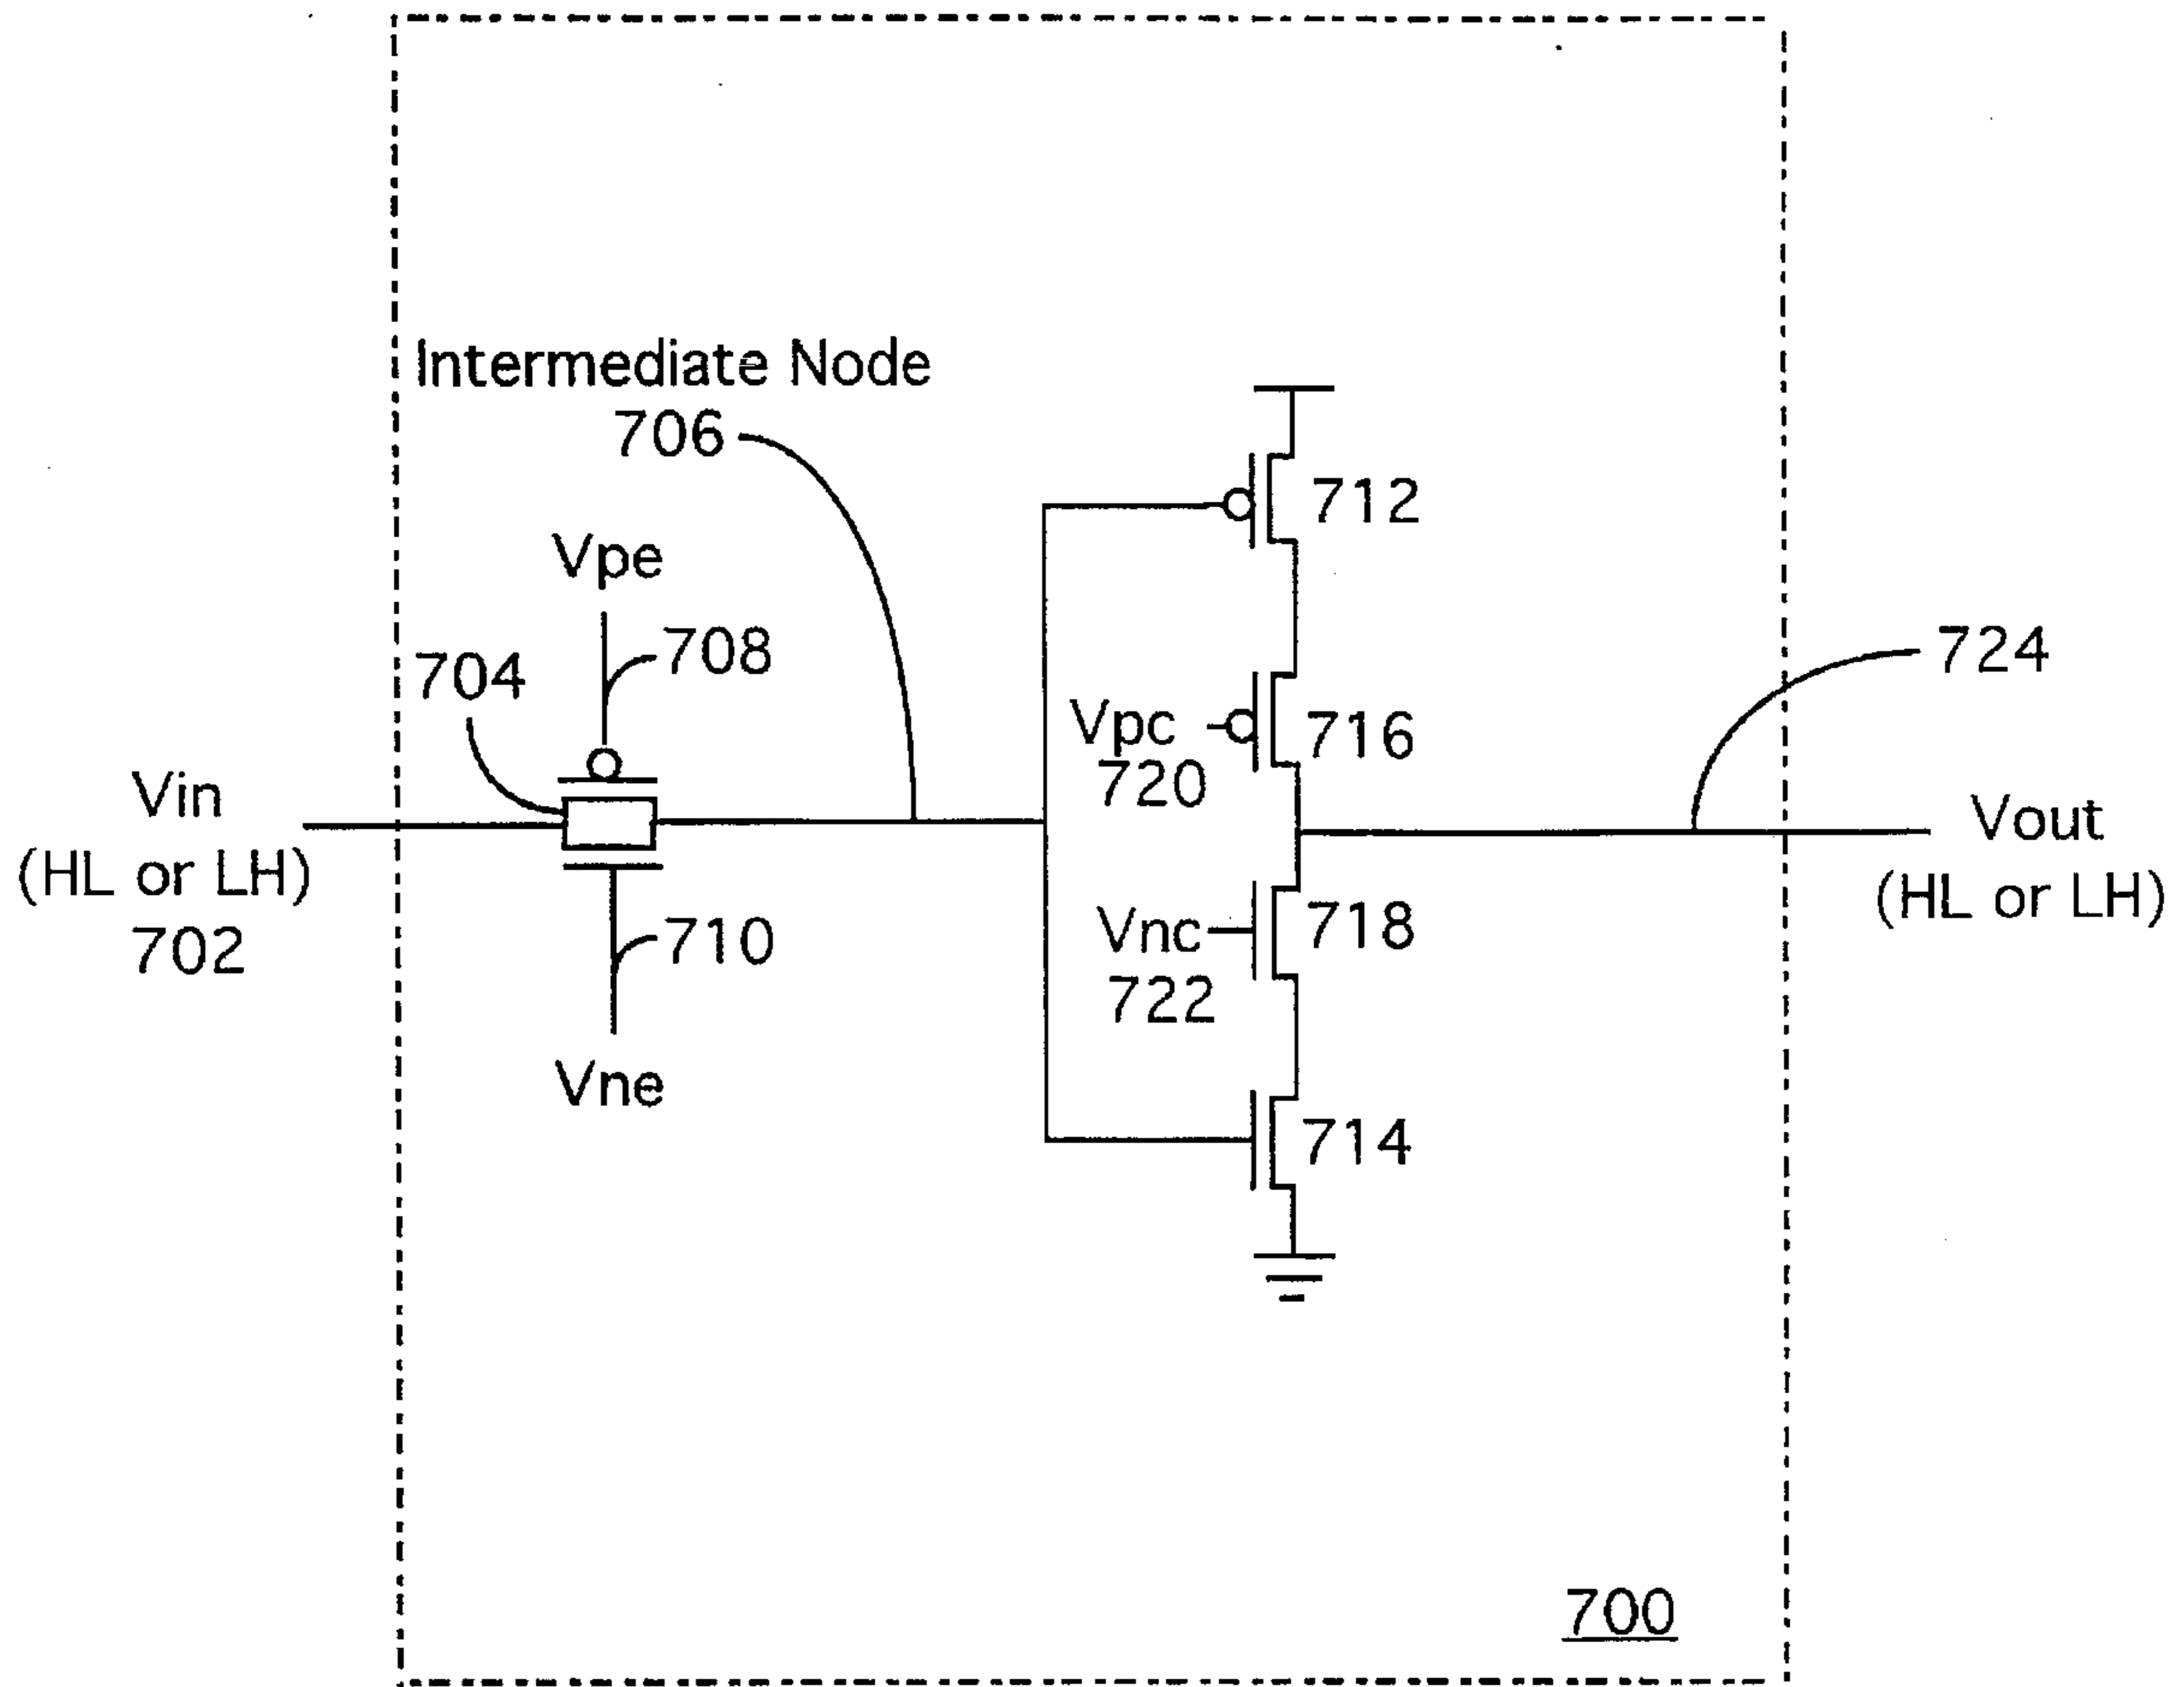 Intermediate Node
706
712
Vpe
708
704
724
Vpc
716
720
Vin
(HL or LH)
702
Vout
(HL or LH)
Vnc
718
722
710
Vne
714
700